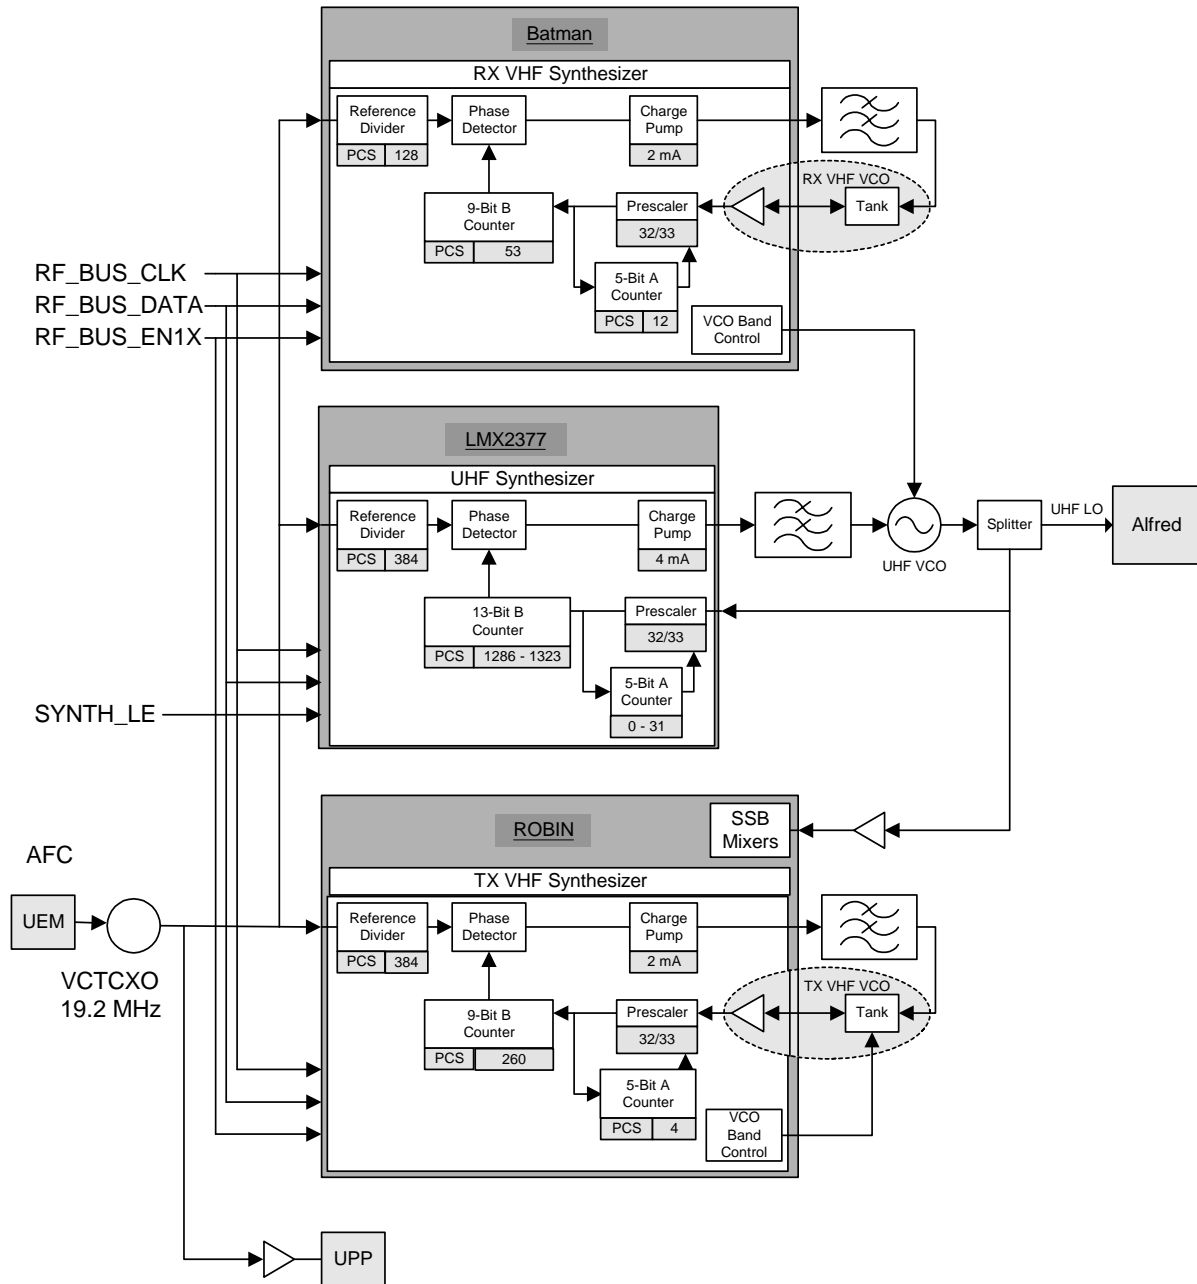 Batman
RX VHF Synthesizer
Reference
Divider
PCS 128
Phase
Detector
Charge
Pump
2 mA
RX VHF VCO
Tank
9-Bit B
Counter
PCS 53
Prescaler
32/33
5-Bit A
Counter
PCS 12
VCO Band
Control
RF_BUS_CLK
RF_BUS_DATA
RF_BUS_EN1X
LMX2377
UHF Synthesizer
Reference
Divider
PCS 384
Phase
Detector
Charge
Pump
4 mA
UHF VCO
Splitter
UHF LO
Alfred
13-Bit B
Counter
PCS 1286 - 1323
Prescaler
32/33
5-Bit A
Counter
0 - 31
SYNTH_LE
ROBIN
SSB
Mixers
TX VHF Synthesizer
AFC
UEM
VCTCXO
19.2 MHz
Reference
Divider
PCS 384
Phase
Detector
Charge
Pump
2 mA
TX VHF VCO
Tank
9-Bit B
Counter
PCS 260
Prescaler
32/33
5-Bit A
Counter
PCS 4
VCO
Band
Control
UPP